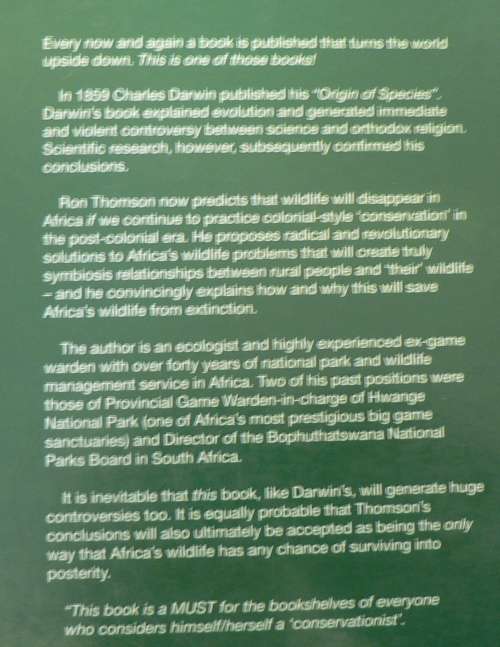 Every now and again a book is published that turns the world
upside down. This is one of those books!
In 1859 Charles Darwin published his "Origin of Species".
Darwin's book explained evolution and generated immediate
and violent controversy between science and orthodox religion.
Scientific research, however, subsequently confirmed his
conclusions.
Ron Thomson now predicts that wildlife will disappear in
Africa if we continue to practice colonial-style 'conservation' in
the post-colonial era. He proposes radical and revolutionary
solutions to Africa's wildlife problems that will create truly
symbiosis relationships between rural people and 'their' wildlife
– and he convincingly explains how and why this will save
Africa's wildlife from extinction.
The author is an ecologist and highly experienced ex-game
warden with over forty years of national park and wildlife
management service in Africa. Two of his past positions were
those of Provincial Game Warden-in-charge of Hwange
National Park (one of Africa's most prestigious big game
sanctuaries) and Director of the Bophuthatswana National
Parks Board in South Africa.
It is inevitable that this book, like Darwin's, will generate huge
controversies too. It is equally probable that Thomson's
conclusions will also ultimately be accepted as being the only
way that Africa's wildlife has any chance of surviving into
posterity.
"This book is a MUST for the bookshelves of everyone
who considers himself/herself a 'conservationist'.